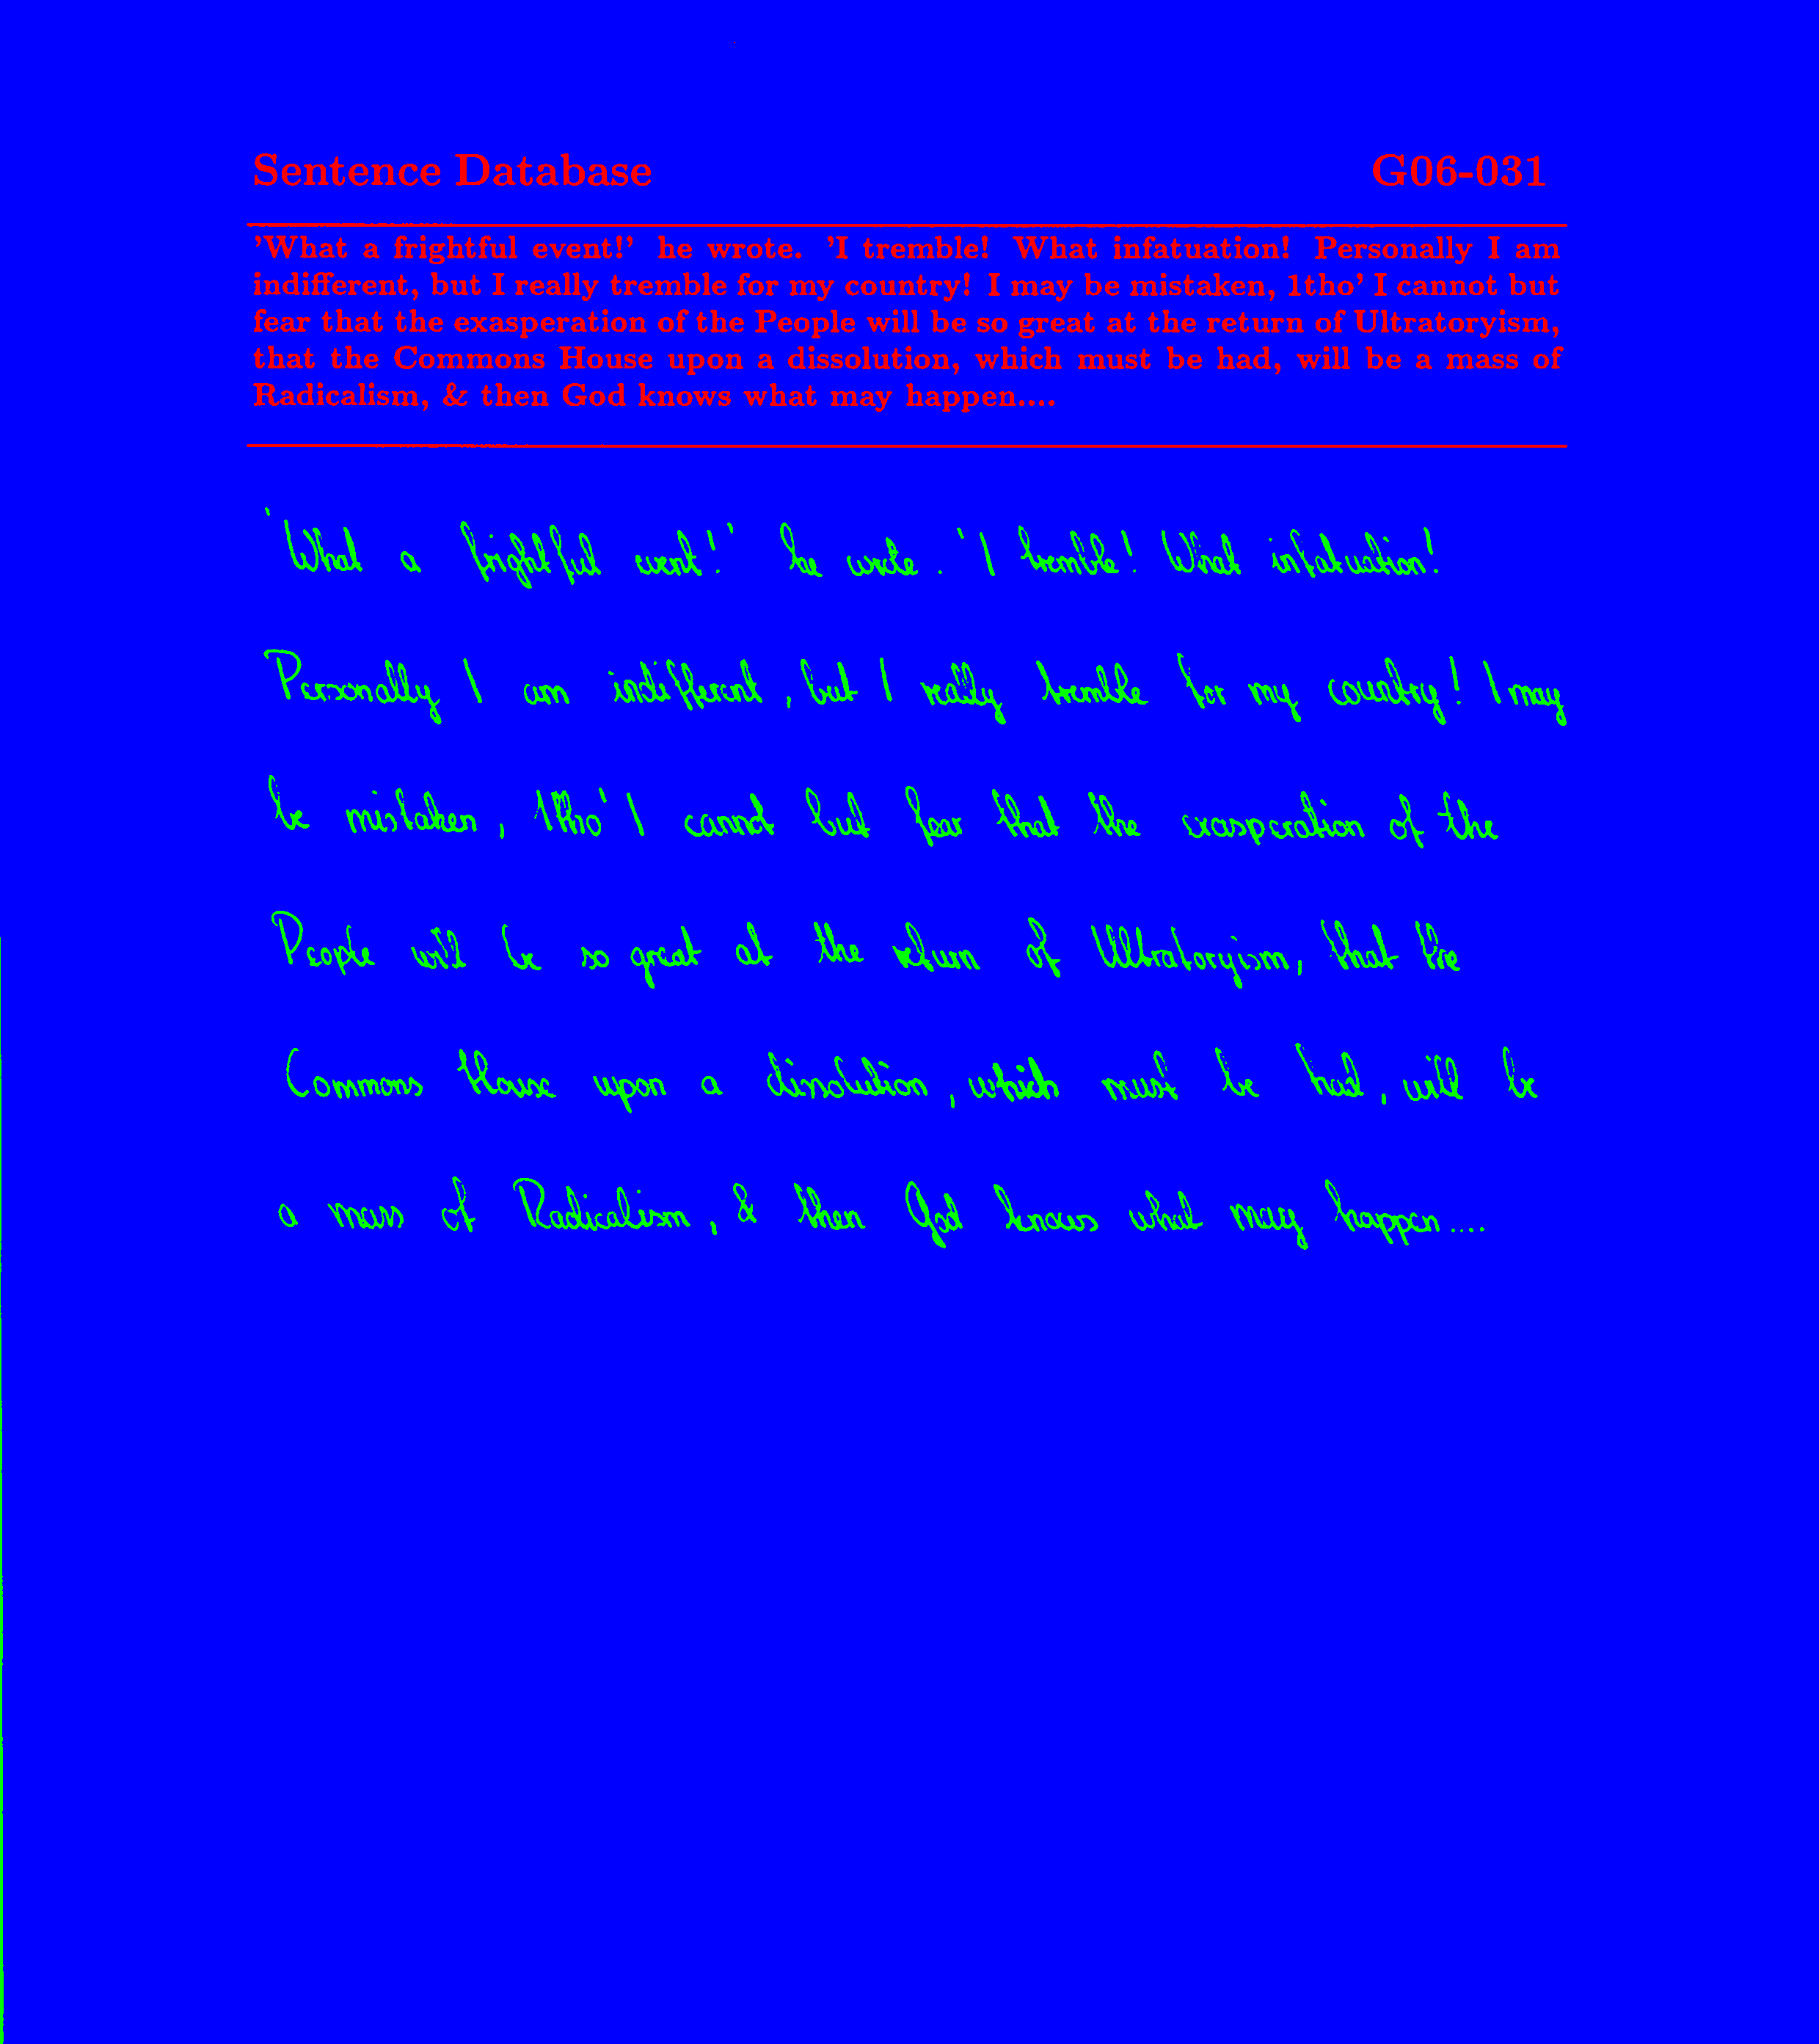 Sentence Database G06-031
'What a frightful event!' he wrote. 'I tremble! What infatuation! Personally I am
indifferent, but I really tremble for my country! I may be mistaken, 1tho' I cannot but
fear that the exasperation of the People will be so great at the return of Ultratoryism,
that the Commons House upon a dissolution, which must be had, will be a mass of
Radicalism, & then God knows what may happen....
'What a frightful event!' he wrote. 'I tremble! What infatuation!
Personally I am indifferent, but I really tremble for my country! I may
be mistaken, 1tho' I cannot but fear that the exasperation of the
People will be so great at the return of Ultratoryism, that the
Commons House upon a dissolution, which must be had, will be
a mass of Radicalism, & then God knows what may happen....